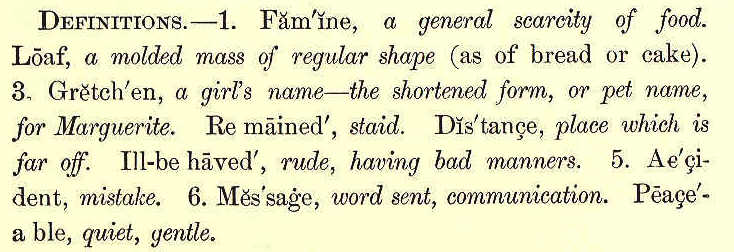 DEFINITIONS.—1. Făm'ĭne, a general scarcity of food.
Lōaf, a molded mass of regular shape (as of bread or cake).
3. Grĕtch'en, a girl's name—the shortened form, or pet name,
for Marguerite. Re māined', staid. Dĭs'tançe, place which is
far off. Ill-be hāved', rude, having bad manners. 5. Ae'çi-
dent, mistake. 6. Mĕs'saġe, word sent, communication. Pēaçe'-
a ble, quiet, gentle.